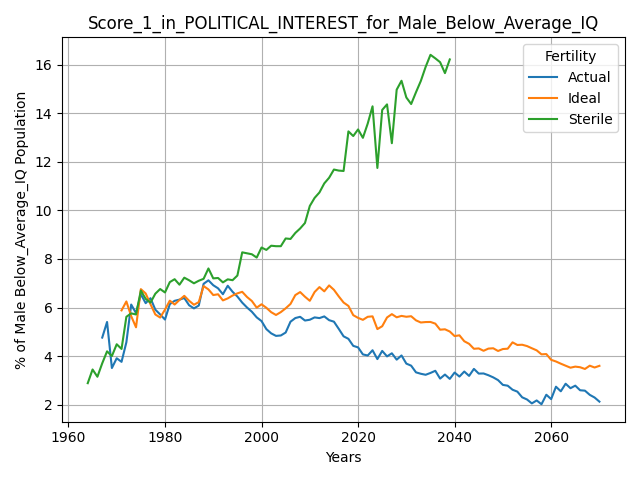 Score_1_in_POLITICAL_INTEREST_for_Male_Below_Average_IQ
% of Male Below_Average_IQ Population
16
14
12
10
8
6
4
2
Fertility
Actual
Ideal
Sterile
1960 1980 2000 2020 2040 2060
Years